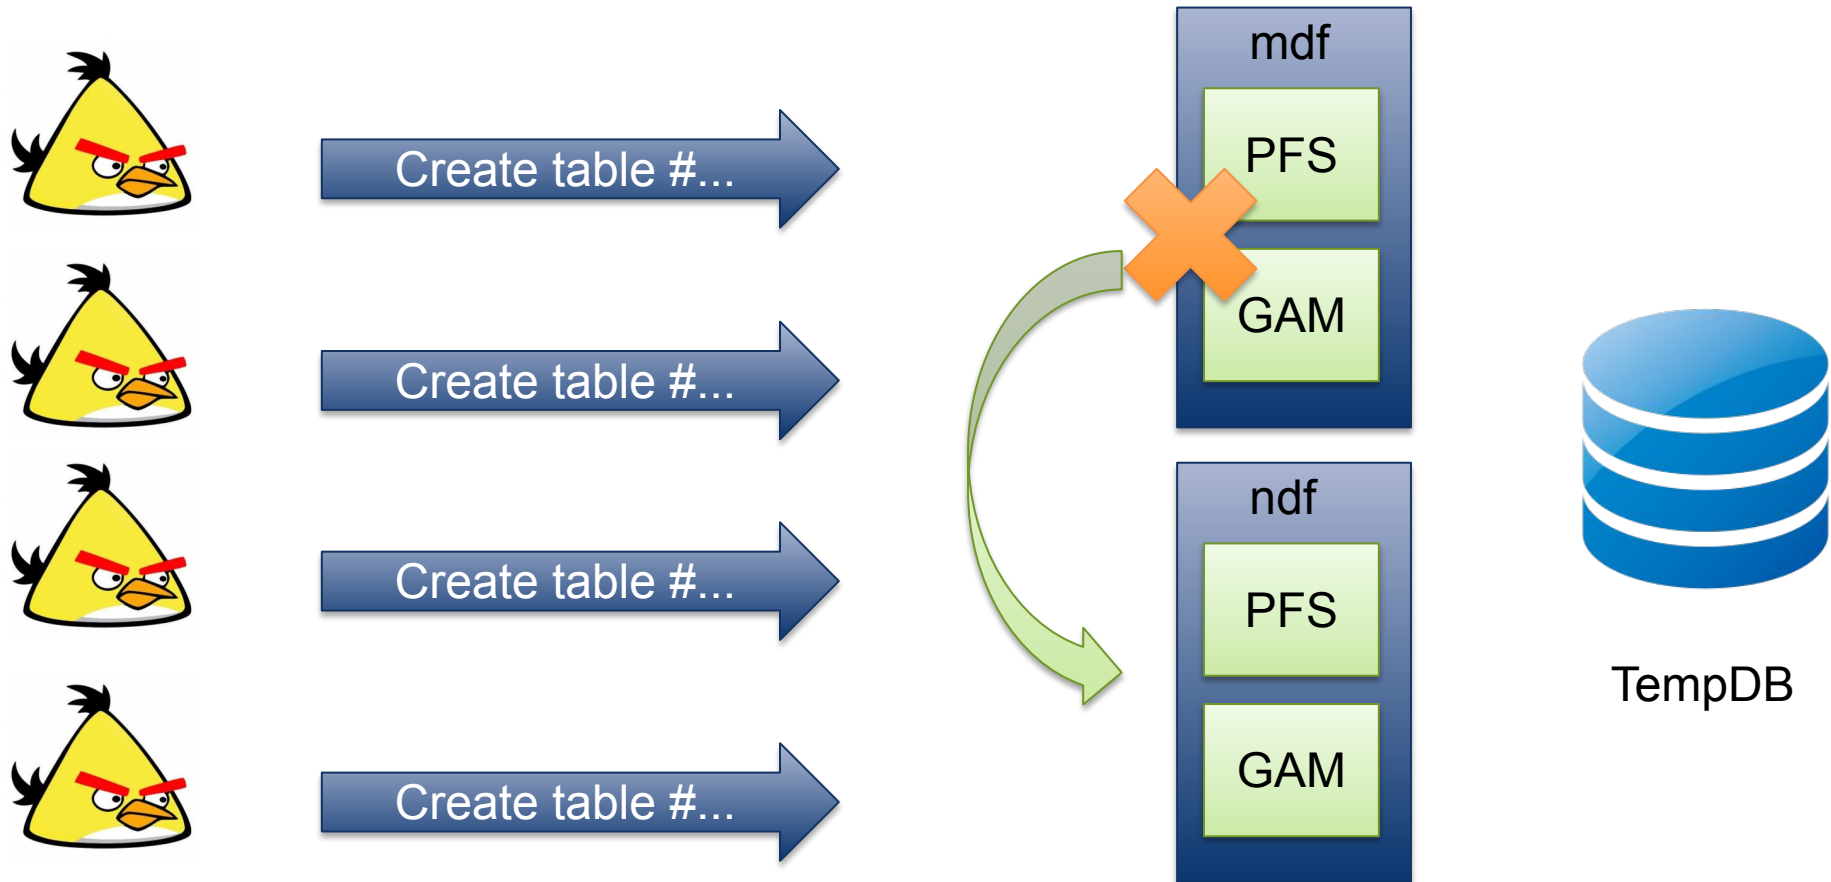 mdf
PFS
Create table #...
GAM
Create table #...
ndf
Create table #...
PFS
TempDB
GAM
Create table #...